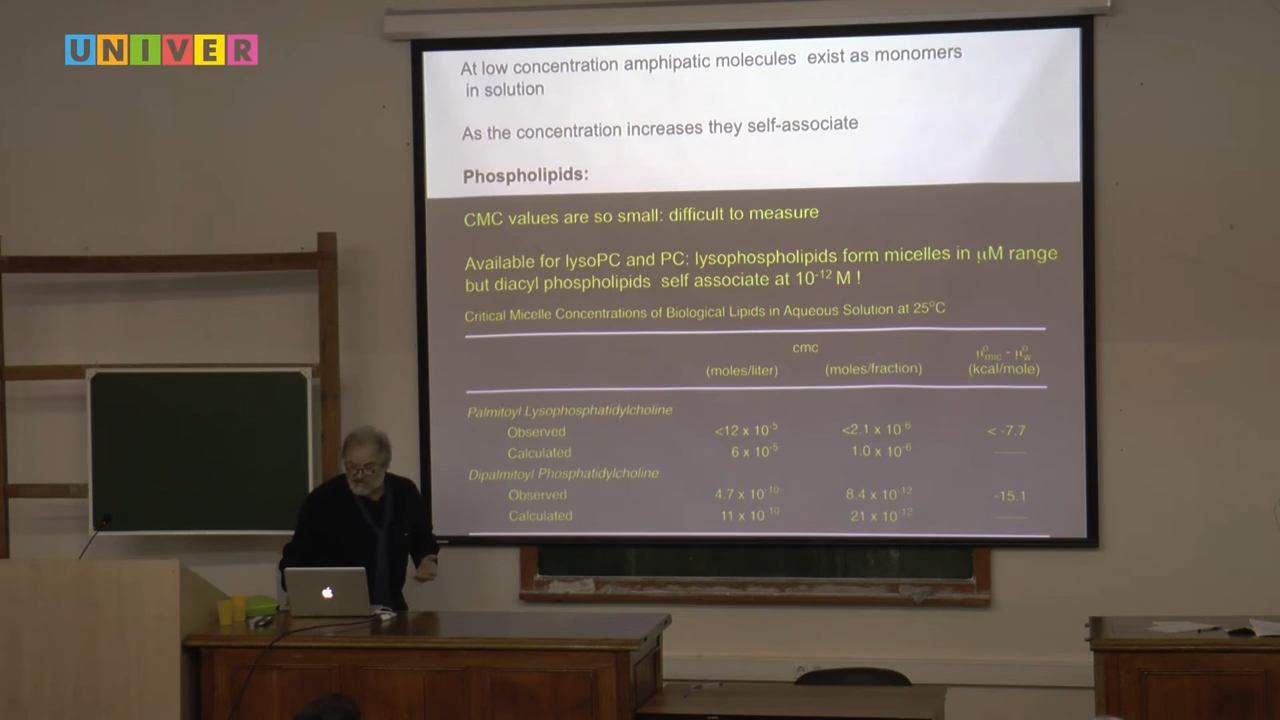 UNIVER
At low concentration amphipatic molecules exist as monomers
in solution
As the concentration increases they self-associate
Phospholipids:
CMC values are so small: difficult to measure
Available for lysoPC and PC: lysophospholipids form micelles in μM range
but diacyl phospholipids self associate at 10⁻¹² M !
Critical Micelle Concentrations of Biological Lipids in Aqueous Solution at 25°C
cmc
(moles/liter) (moles/fraction) μ°mic - μ°w (kcal/mole)
Palmitoyl Lysophosphatidylcholine
Observed <12 x 10⁻⁵ <2.1 x 10⁻⁶ < -7.7
Calculated 6 x 10⁻⁵ 1.0 x 10⁻⁶
Dipalmitoyl Phosphatidylcholine
Observed 4.7 x 10⁻¹⁰ 8.4 x 10⁻¹² -15.1
Calculated 11 x 10⁻¹⁰ 21 x 10⁻¹²